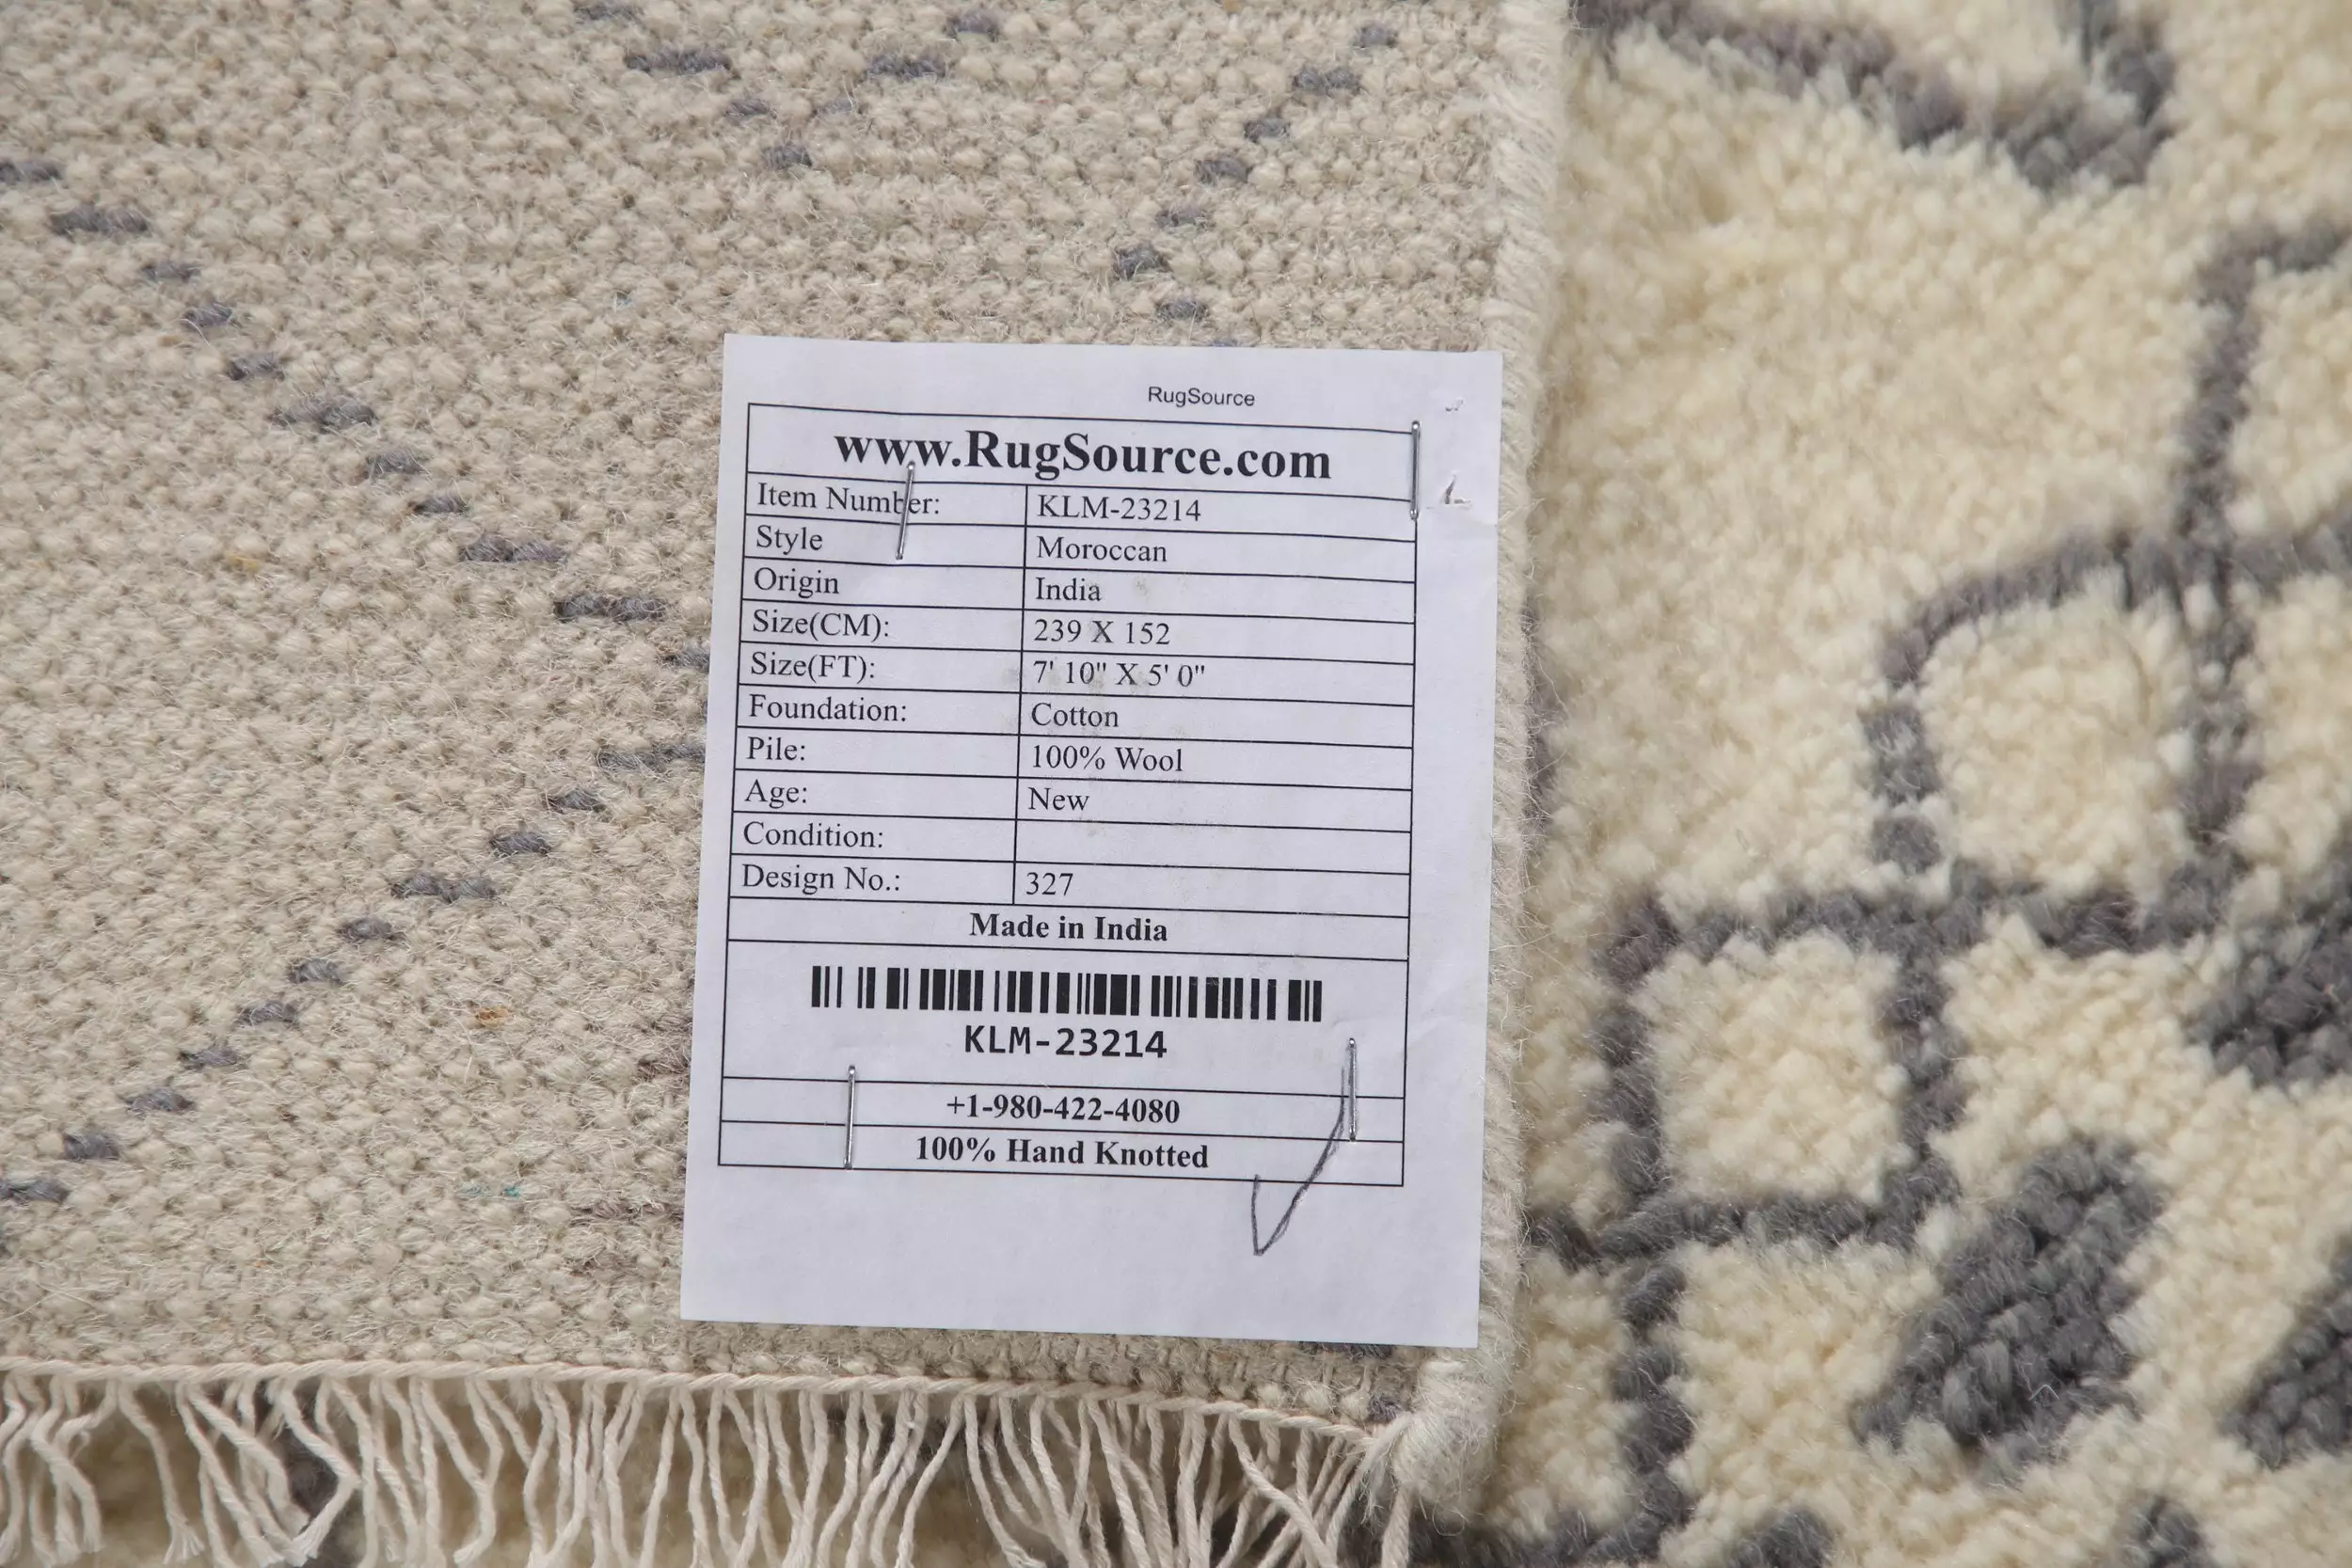 RugSource
www.RugSource.com
Item Number: KLM-23214
Style Moroccan
Origin India
Size(CM): 239 X 152
Size(FT): 7' 10" X 5' 0"
Foundation: Cotton
Pile: 100% Wool
Age: New
Condition:
Design No.: 327
Made in India
KLM-23214
+1-980-422-4080
100% Hand Knotted